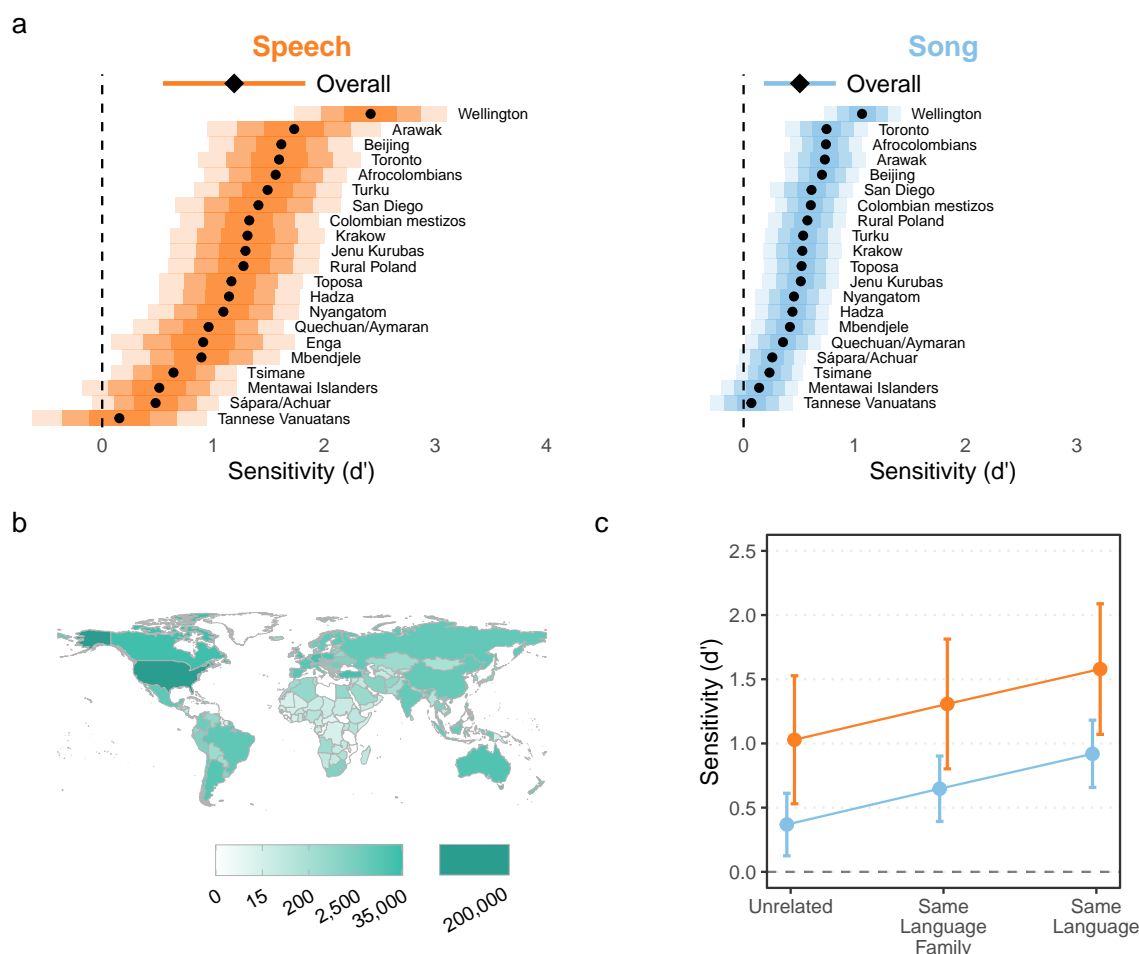 a
Speech
Overall
Wellington
Arawak
Beijing
Toronto
Afrocolombians
Turku
San Diego
Colombian mestizos
Krakow
Jenu Kurubas
Rural Poland
Toposa
Hadza
Nyangatom
Quechuan/Aymaran
Enga
Mbendjele
Tsimane
Mentawai Islanders
Sápara/Achuar
Tannese Vanuatans
0 1 2 3 4
Sensitivity (d')
Song
Overall
Wellington
Toronto
Afrocolombians
Arawak
Beijing
San Diego
Colombian mestizos
Rural Poland
Turku
Krakow
Toposa
Jenu Kurubas
Nyangatom
Hadza
Mbendjele
Quechuan/Aymaran
Sápara/Achuar
Tsimane
Mentawai Islanders
Tannese Vanuatans
0 1 2 3
Sensitivity (d')
b
0
15
200
2,500
35,000
200,000
c
Sensitivity (d')
2.5
2.0
1.5
1.0
0.5
0.0
Unrelated
Same
Language
Family
Same
Language